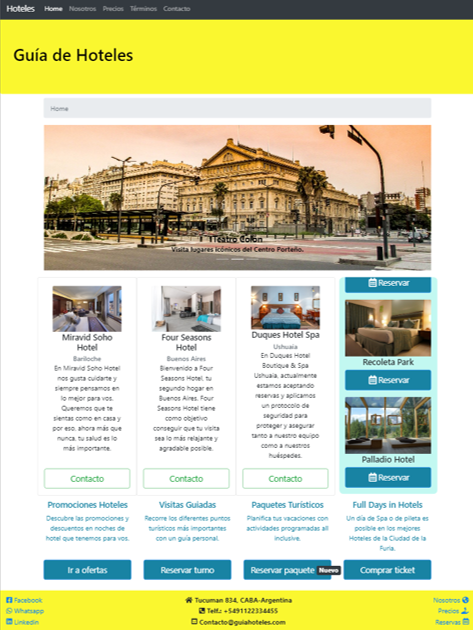 Hoteles Home Nosotros Precios Términos Contacto
Guía de Hoteles
Home
Teatro Colón
Visita lugares icónicos del Centro Porteño.
Miravid Soho
Hotel
Bariloche
En Miravid Soho Hotel
nos gusta cuidarte y
siempre pensamos en
lo mejor para vos.
Queremos que te
sientas como en casa y
por eso, ahora más que
nunca, tu salud es lo
más importante.
Contacto
Four Seasons
Hotel
Buenos Aires
Bienvenido a Four
Seasons Hotel, tu
segundo hogar en
Buenos Aires. Four
Seasons Hotel tiene
como objetivo
conseguir que tu visita
sea lo más relajante y
agradable posible.
Contacto
Duques Hotel Spa
Ushuaia
En Duques Hotel
Boutique & Spa
Ushuaia, actualmente
estamos aceptando
reservas y aplicamos
un protocolo de
seguridad para
proteger y asegurar
tanto a nuestro equipo
como a nuestros
huéspedes.
Contacto
Reservar
Recoleta Park
Reservar
Palladio Hotel
Reservar
Promociones Hoteles
Descubre las promociones y
descuentos en noches de
hotel que tenemos para vos.
Ir a ofertas
Visitas Guiadas
Recorre los diferentes puntos
turísticos más importantes
con un guía personal.
Reservar turno
Paquetes Turísticos
Planifica tus vacaciones con
actividades programadas all
inclusive.
Reservar paquete Nuevo
Full Days in Hotels
Un día de Spa o de pileta es
posible en los mejores
Hoteles de la Ciudad de la
Furia.
Comprar ticket
Facebook
Whatsapp
Linkedin
Tucuman 834, CABA-Argentina
Telf.: +5491122334455
Contacto@guiahoteles.com
Nosotros
Precios
Reservas